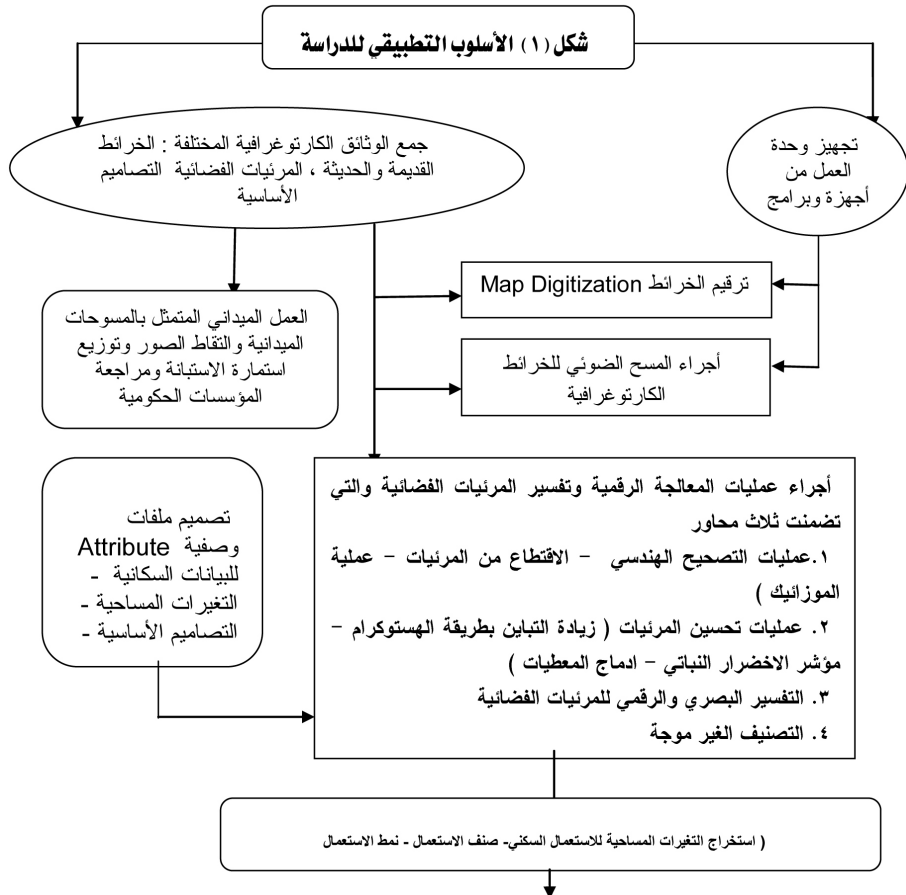 شكل (١) الأسلوب التطبيقي للدراسة
جمع الوثائق الكارتوغرافية المختلفة : الخرائط
القديمة والحديثة ، المرئيات الفضائية التصاميم
الأساسية
تجهيز وحدة
العمل من
أجهزة وبرامج
ترقيم الخرائط Map Digitization
العمل الميداني المتمثل بالمسوحات
الميدانية والتقاط الصور وتوزيع
استمارة الاستبانة ومراجعة
المؤسسات الحكومية
أجراء المسح الضوئي للخرائط
الكارتوغرافية
تصميم ملفات
وصفية Attribute
للبيانات السكانية -
التغيرات المساحية -
التصاميم الأساسية -
أجراء عمليات المعالجة الرقمية وتفسير المرئيات الفضائية والتي
تضمنت ثلاث محاور
١.عمليات التصحيح الهندسي – الاقتطاع من المرئيات – عملية
الموزائيك )
٢. عمليات تحسين المرئيات ( زيادة التباين بطريقة الهستوكرام –
مؤشر الاخضرار النباتي – ادماج المعطيات )
٣. التفسير البصري والرقمي للمرئيات الفضائية
٤. التصنيف الغير موجة
( استخراج التغيرات المساحية للاستعمال السكني- صنف الاستعمال - نمط الاستعمال